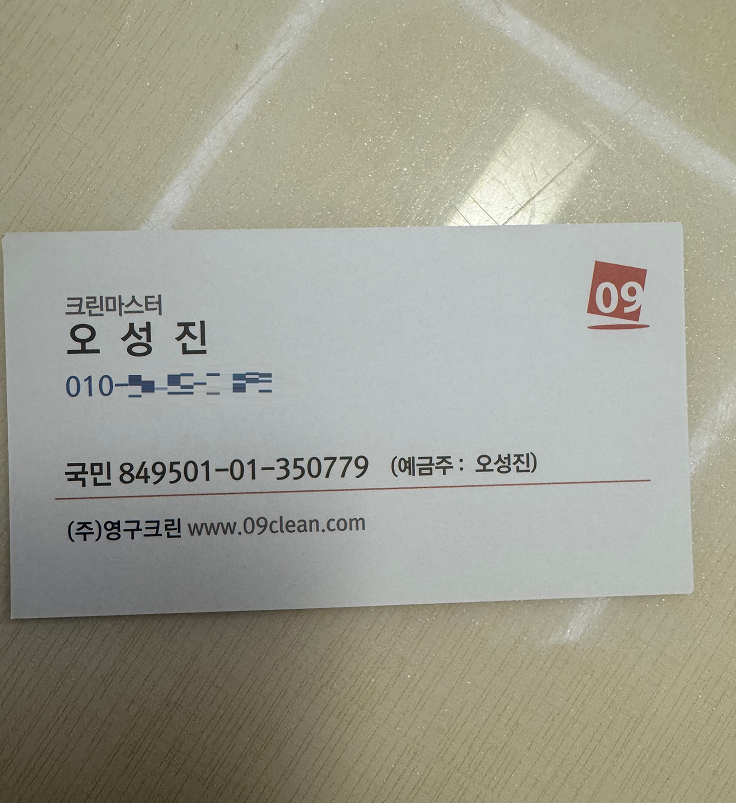 09
크린마스터
오 성 진
010-
국민 849501-01-350779 (예금주 : 오성진)
(주)영구크린 www.09clean.com